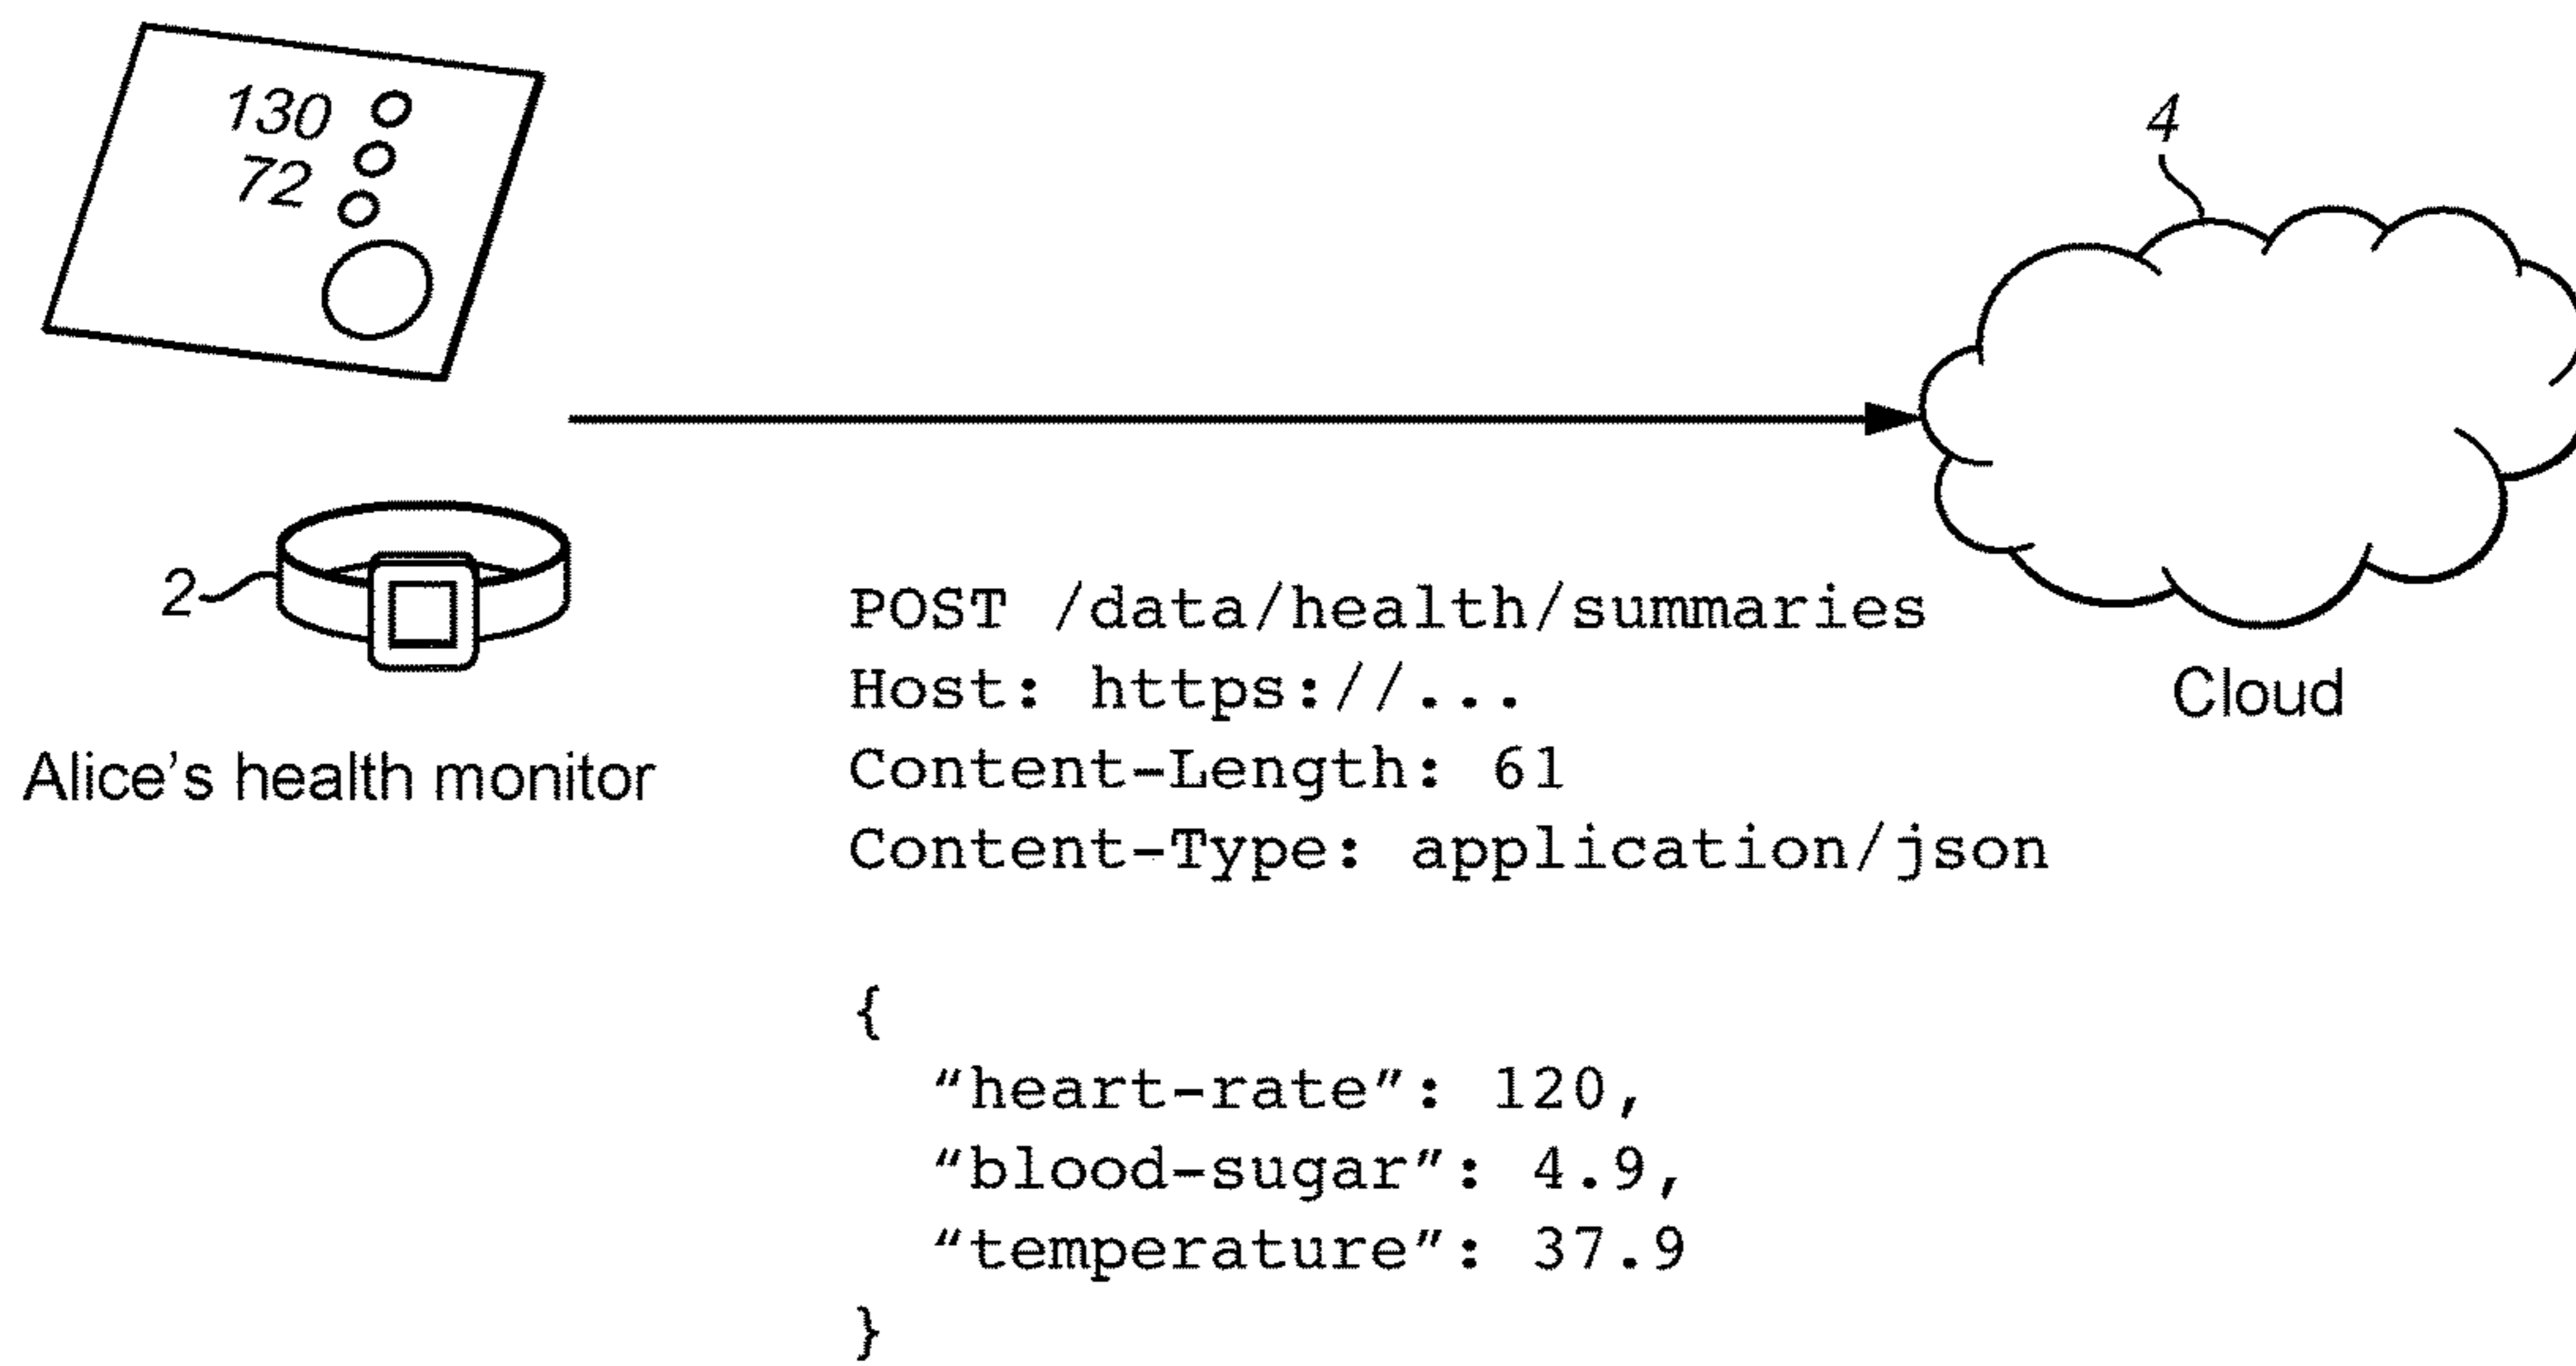 130
72
4
2
Alice’s health monitor
Cloud
POST /data/health/summaries
Host: https://...
Content-Length: 61
Content-Type: application/json
{
“heart-rate”: 120,
“blood-sugar”: 4.9,
“temperature”: 37.9
}